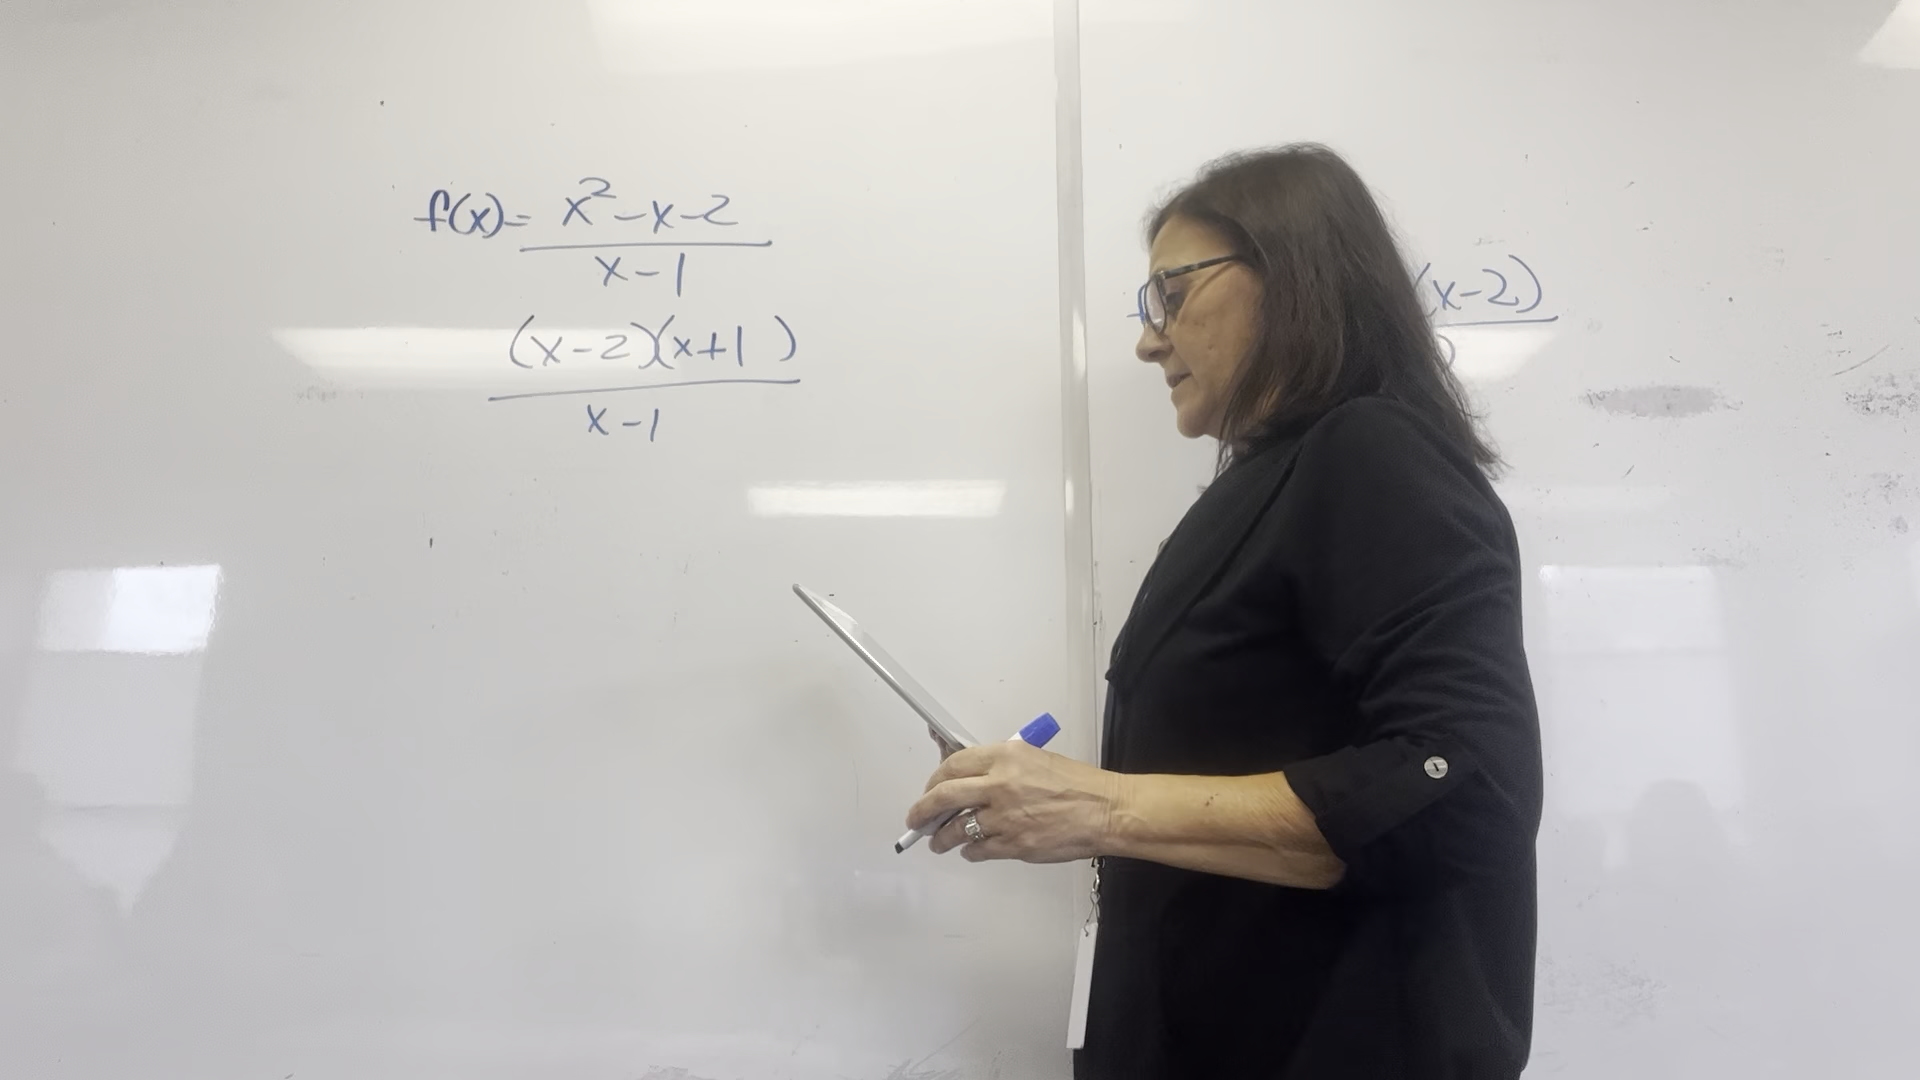 f(x)= x²-x-2
x-1
(x-2)(x+1)
x-1
(x-2)